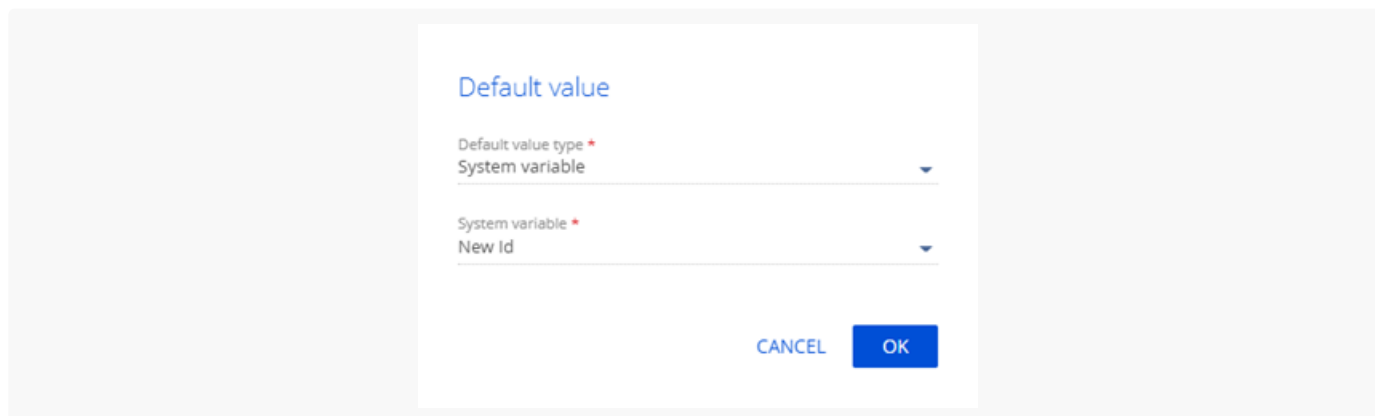 Default value
Default value type *
System variable
System variable *
New Id
CANCEL OK